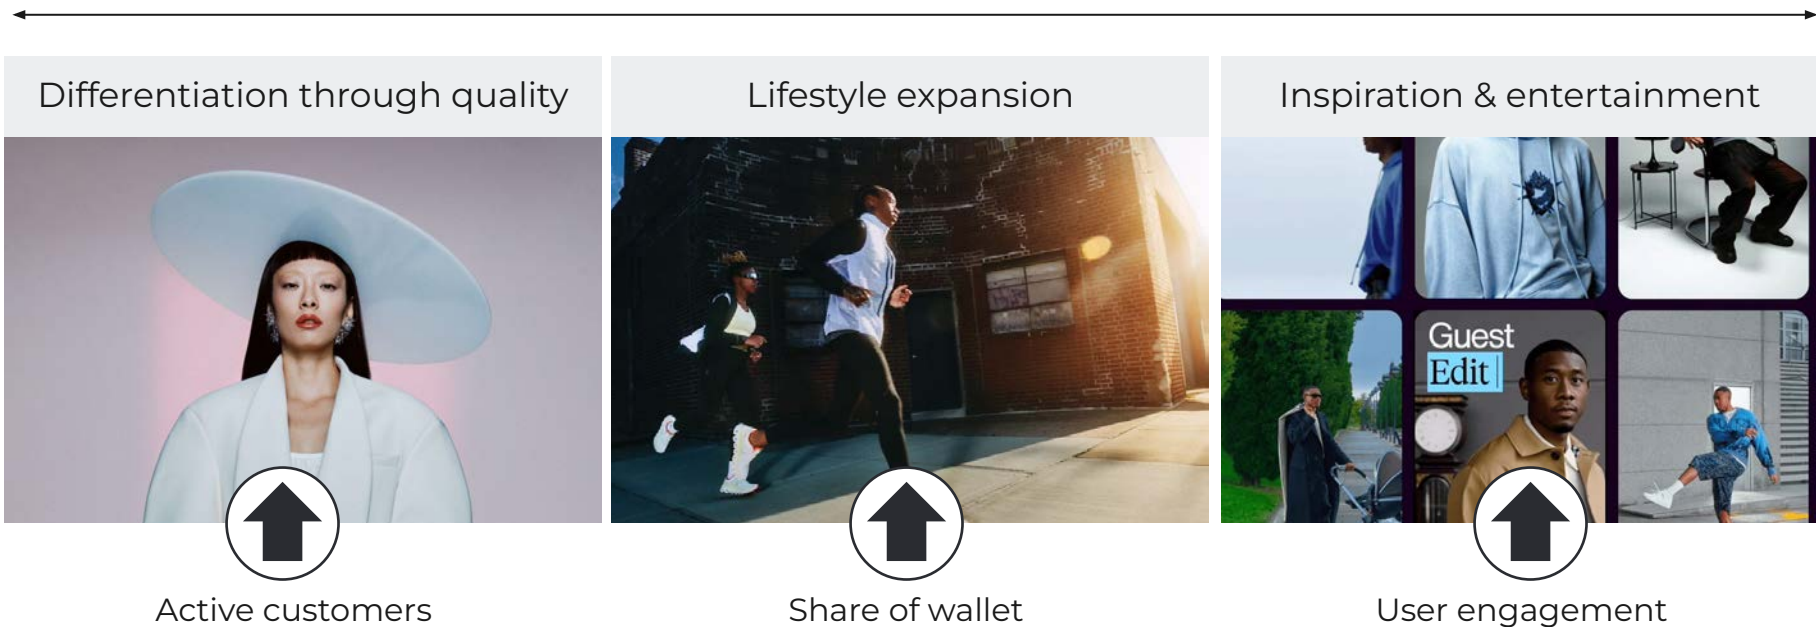 Differentiation through quality
Lifestyle expansion
Inspiration & entertainment
Guest
Edit
Active customers
Share of wallet
User engagement